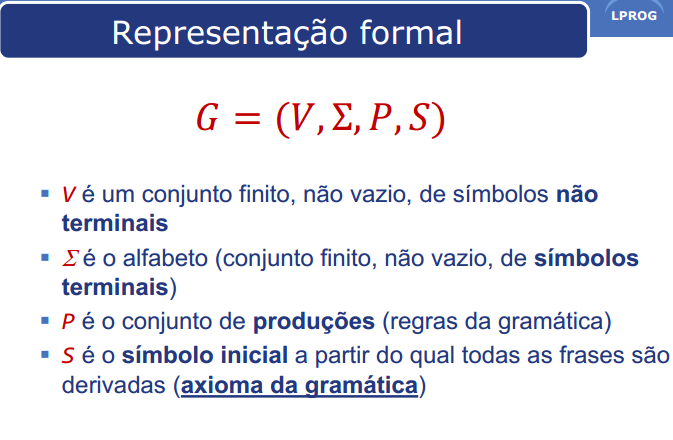 Representação formal
LPROG
G = (V, Σ, P, S)
▪ V é um conjunto finito, não vazio, de símbolos não
terminais
▪ Σ é o alfabeto (conjunto finito, não vazio, de símbolos
terminais)
▪ P é o conjunto de produções (regras da gramática)
▪ S é o símbolo inicial a partir do qual todas as frases são
derivadas (axioma da gramática)